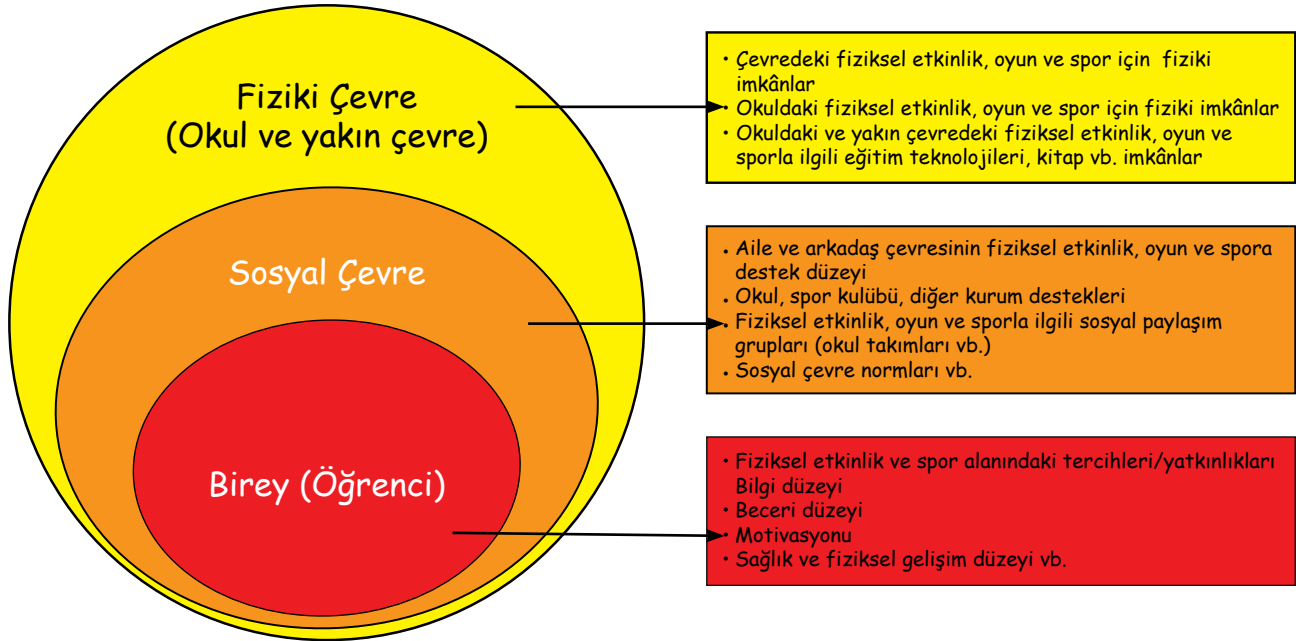 Fiziki Çevre
(Okul ve yakın çevre)
Sosyal Çevre
Birey (Öğrenci)
· Çevredeki fiziksel etkinlik, oyun ve spor için fiziki
imkânlar
· Okuldaki fiziksel etkinlik, oyun ve spor için fiziki imkânlar
· Okuldaki ve yakın çevredeki fiziksel etkinlik, oyun ve
sporla ilgili eğitim teknolojileri, kitap vb. imkânlar
• Aile ve arkadaş çevresinin fiziksel etkinlik, oyun ve spora
destek düzeyi
• Okul, spor kulübü, diğer kurum destekleri
• Fiziksel etkinlik, oyun ve sporla ilgili sosyal paylaşım
grupları (okul takımları vb.)
• Sosyal çevre normları vb.
· Fiziksel etkinlik ve spor alanındaki tercihleri/yatkınlıkları
Bilgi düzeyi
· Beceri düzeyi
· Motivasyonu
· Sağlık ve fiziksel gelişim düzeyi vb.